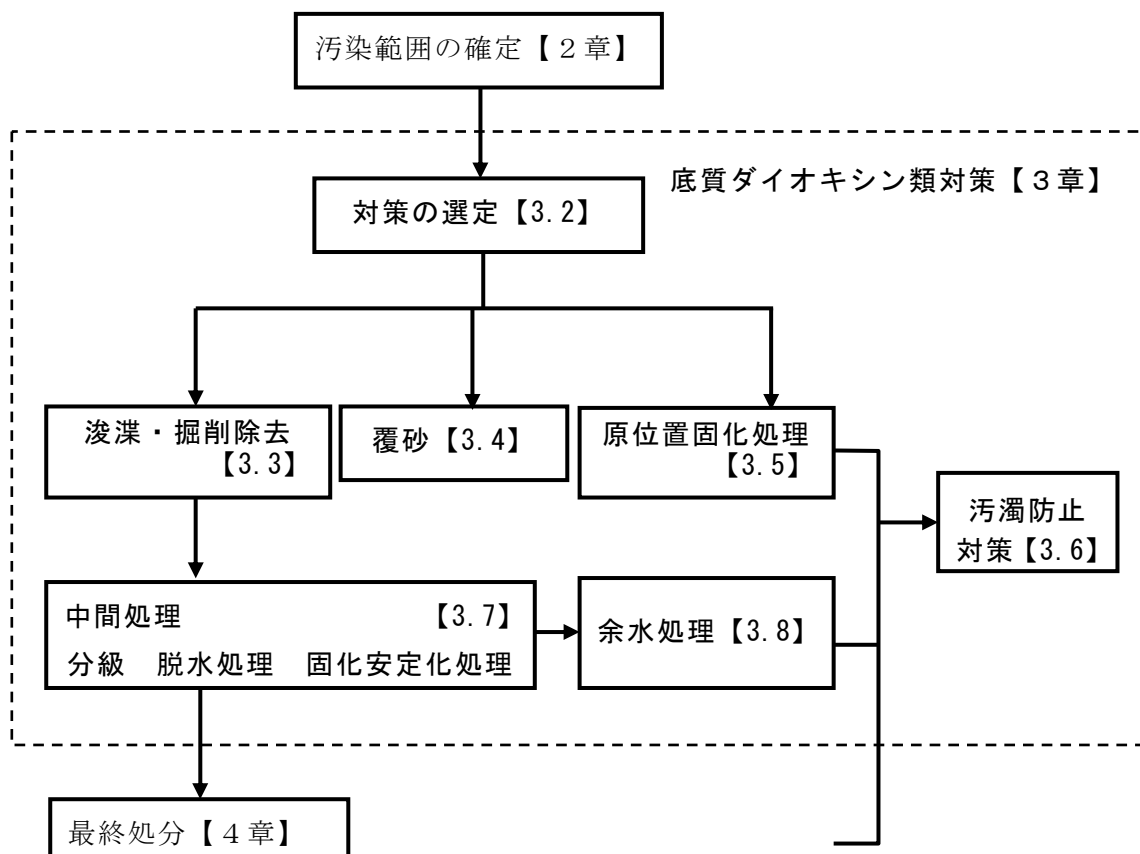 汚染範囲の確定【２章】
底質ダイオキシン類対策【３章】
対策の選定【3.2】
浚渫・掘削除去
【3.3】
覆砂【3.4】
原位置固化処理
【3.5】
汚濁防止
対策【3.6】
中間処理　【3.7】
分級　脱水処理　固化安定化処理
余水処理【3.8】
最終処分【４章】